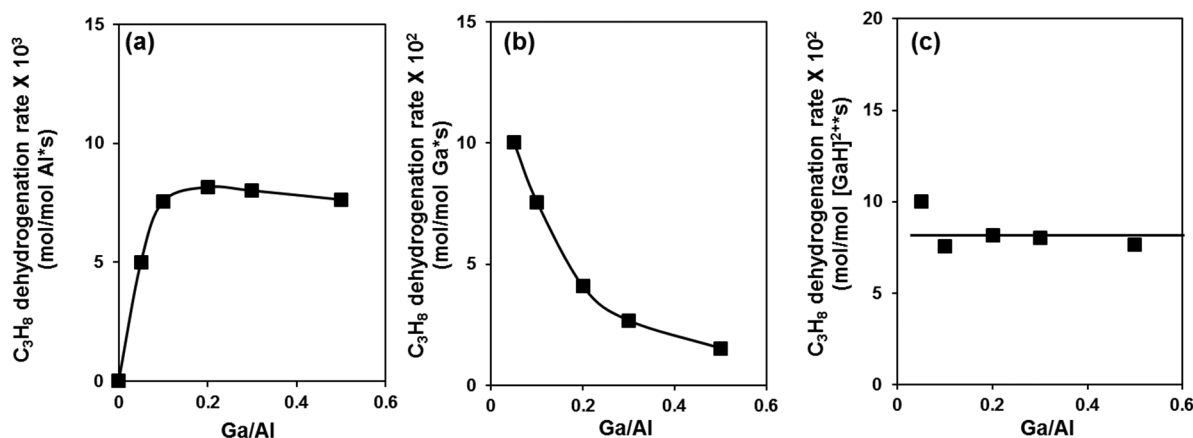 (a)
C₃H₈ dehydrogenation rate X 10³
(mol/mol Al*s)
15
10
5
0
0
0.2
0.4
0.6
Ga/Al
(b)
C₃H₈ dehydrogenation rate X 10²
(mol/mol Ga*s)
15
10
5
0
0
0.2
0.4
0.6
Ga/Al
(c)
C₃H₈ dehydrogenation rate X 10²
(mol/mol [GaH]²⁺*s)
20
15
10
5
0
0
0.2
0.4
0.6
Ga/Al